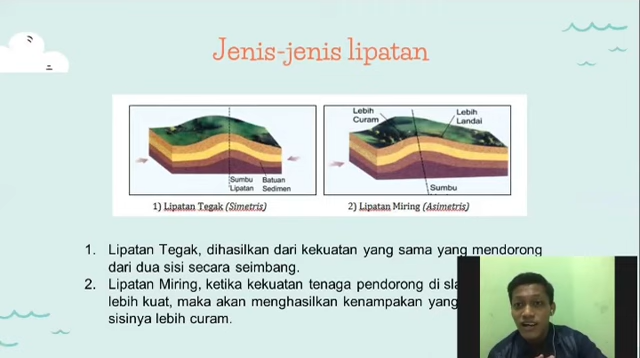 Jenis-jenis lipatan
Lebih
Curam
Lebih
Landai
Sumbu
Lipatan
Batuan
Sedimen
Sumbu
1) Lipatan Tegak (Simetris)
2) Lipatan Miring (Asimetris)
1. Lipatan Tegak, dihasilkan dari kekuatan yang sama yang mendorong
dari dua sisi secara seimbang.
2. Lipatan Miring, ketika kekuatan tenaga pendorong di
lebih kuat, maka akan menghasilkan kenampakan yang
sisinya lebih curam.